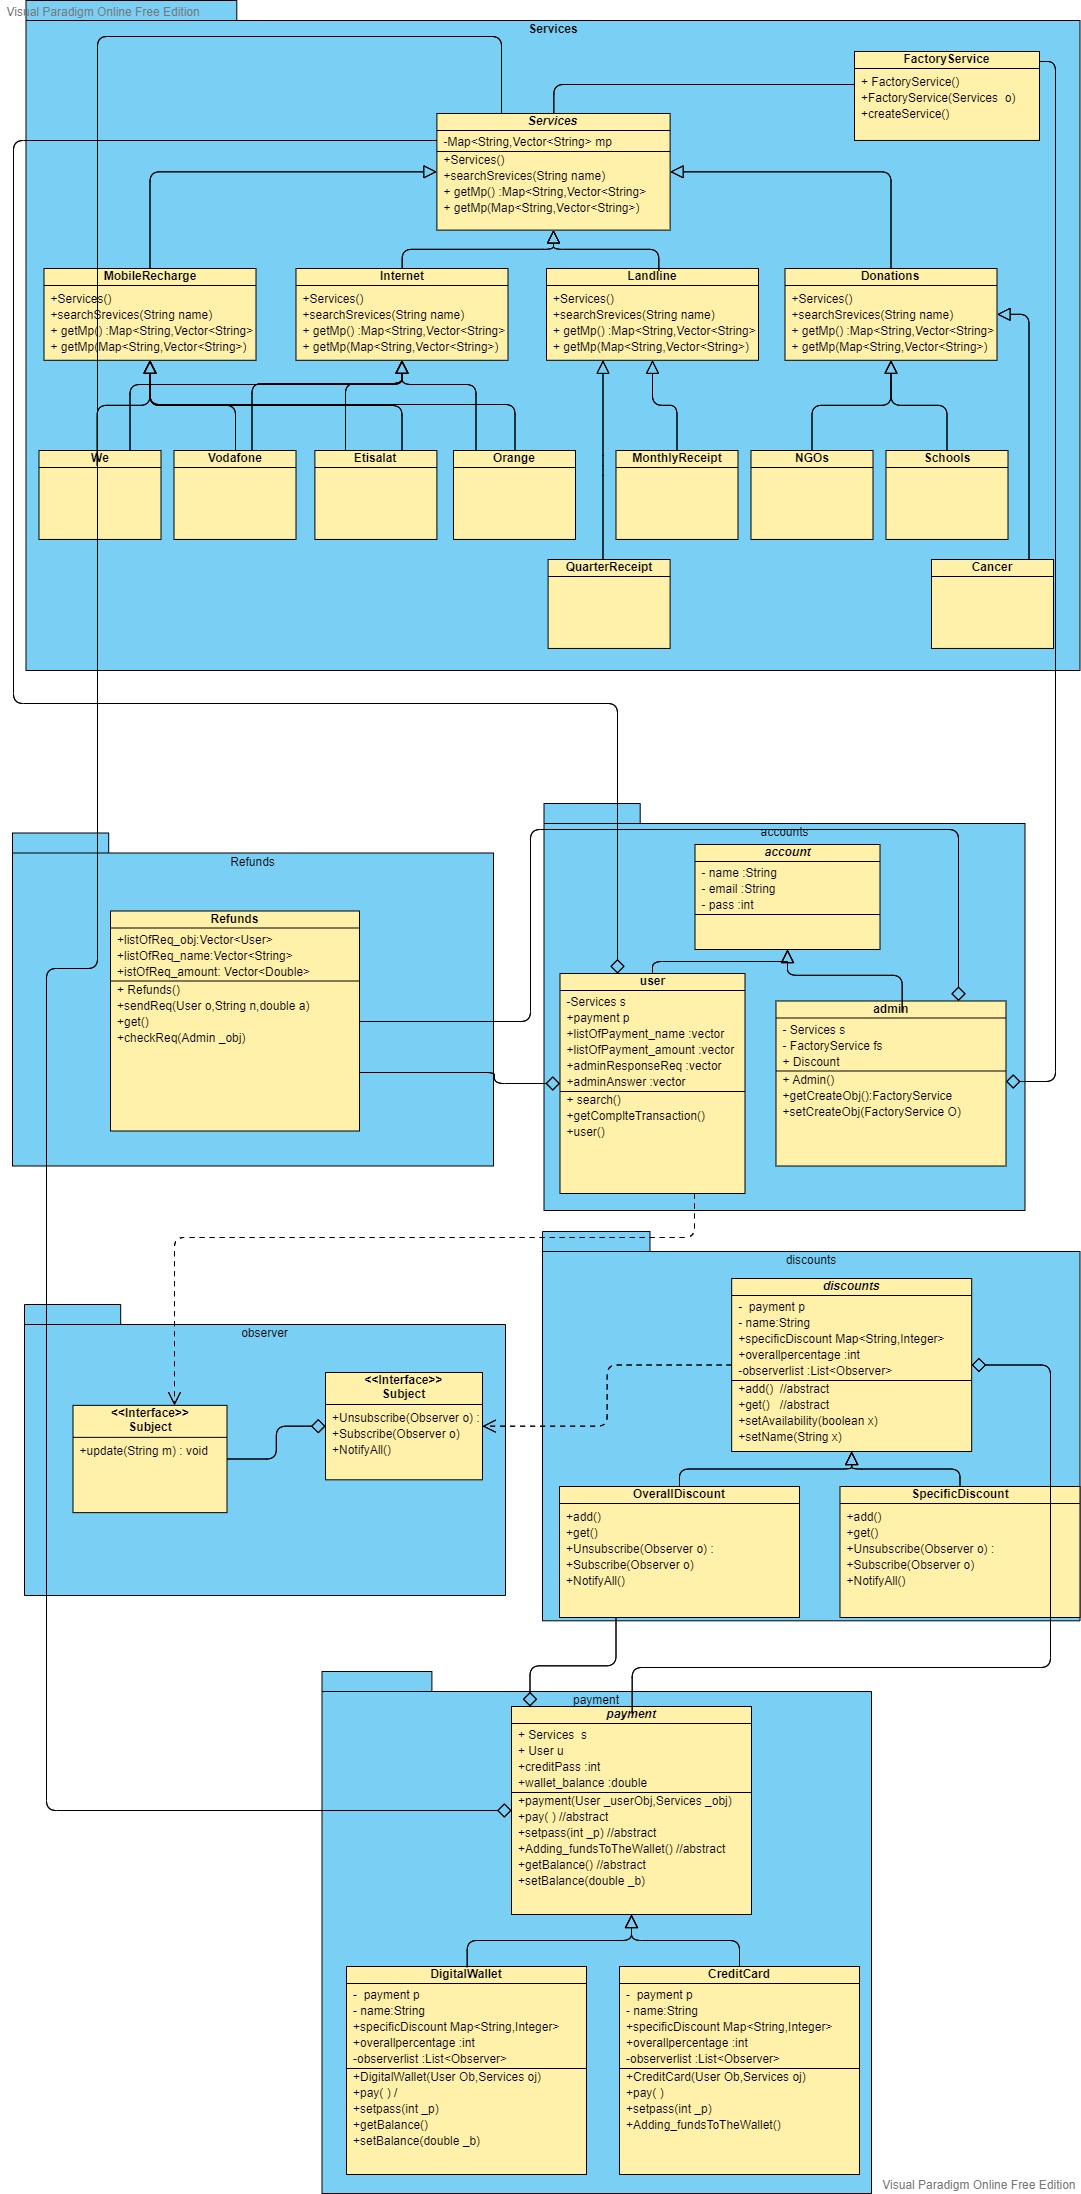 Visual Paradigm Online Free Edition
Services
FactoryService
+ FactoryService()
+FactoryService(Services  o)
+createService()
Services
-Map<String,Vector<String> mp
+Services()
+searchSrevices(String name)
+ getMp() :Map<String,Vector<String>
+ getMp(Map<String,Vector<String>)
MobileRecharge
+Services()
+searchSrevices(String name)
+ getMp() :Map<String,Vector<String>
+ getMp(Map<String,Vector<String>)
Internet
+Services()
+searchSrevices(String name)
+ getMp() :Map<String,Vector<String>
+ getMp(Map<String,Vector<String>)
Landline
+Services()
+searchSrevices(String name)
+ getMp() :Map<String,Vector<String>
+ getMp(Map<String,Vector<String>)
Donations
+Services()
+searchSrevices(String name)
+ getMp() :Map<String,Vector<String>
+ getMp(Map<String,Vector<String>)
We
Vodafone
Etisalat
Orange
MonthlyReceipt
NGOs
Schools
QuarterReceipt
Cancer
Refunds
Refunds
+listOfReq_obj:Vector<User>
+listOfReq_name:Vector<String>
+istOfReq_amount: Vector<Double>
+ Refunds()
+sendReq(User o,String n,double a)
+get()
+checkReq(Admin _obj)
accounts
account
- name :String
- email :String
- pass :int
user
-Services s
+payment p
+listOfPayment_name :vector
+listOfPayment_amount :vector
+adminResponseReq :vector
+adminAnswer :vector
+ search()
+getComplteTransaction()
+user()
admin
- Services s
- FactoryService fs
+ Discount
+ Admin()
+getCreateObj():FactoryService
+setCreateObj(FactoryService O)
observer
<<Interface>>
Subject
+update(String m) : void
<<Interface>>
Subject
+Unsubscribe(Observer o) :
+Subscribe(Observer o)
+NotifyAll()
discounts
discounts
-  payment p
- name:String
+specificDiscount Map<String,Integer>
+overallpercentage :int
-observerlist :List<Observer>
+add()  //abstract
+get()   //abstract
+setAvailability(boolean x)
+setName(String x)
OverallDiscount
+add()
+get()
+Unsubscribe(Observer o) :
+Subscribe(Observer o)
+NotifyAll()
SpecificDiscount
+add()
+get()
+Unsubscribe(Observer o) :
+Subscribe(Observer o)
+NotifyAll()
payment
payment
+ Services  s
+ User u
+creditPass :int
+wallet_balance :double
+payment(User _userObj,Services _obj)
+pay( ) //abstract
+setpass(int _p) //abstract
+Adding_fundsToTheWallet() //abstract
+getBalance() //abstract
+setBalance(double _b)
DigitalWallet
-  payment p
- name:String
+specificDiscount Map<String,Integer>
+overallpercentage :int
-observerlist :List<Observer>
+DigitalWallet(User Ob,Services oj)
+pay( ) /
+setpass(int _p)
+getBalance()
+setBalance(double _b)
CreditCard
-  payment p
- name:String
+specificDiscount Map<String,Integer>
+overallpercentage :int
-observerlist :List<Observer>
+CreditCard(User Ob,Services oj)
+pay( )
+setpass(int _p)
+Adding_fundsToTheWallet()
Visual Paradigm Online Free Edition